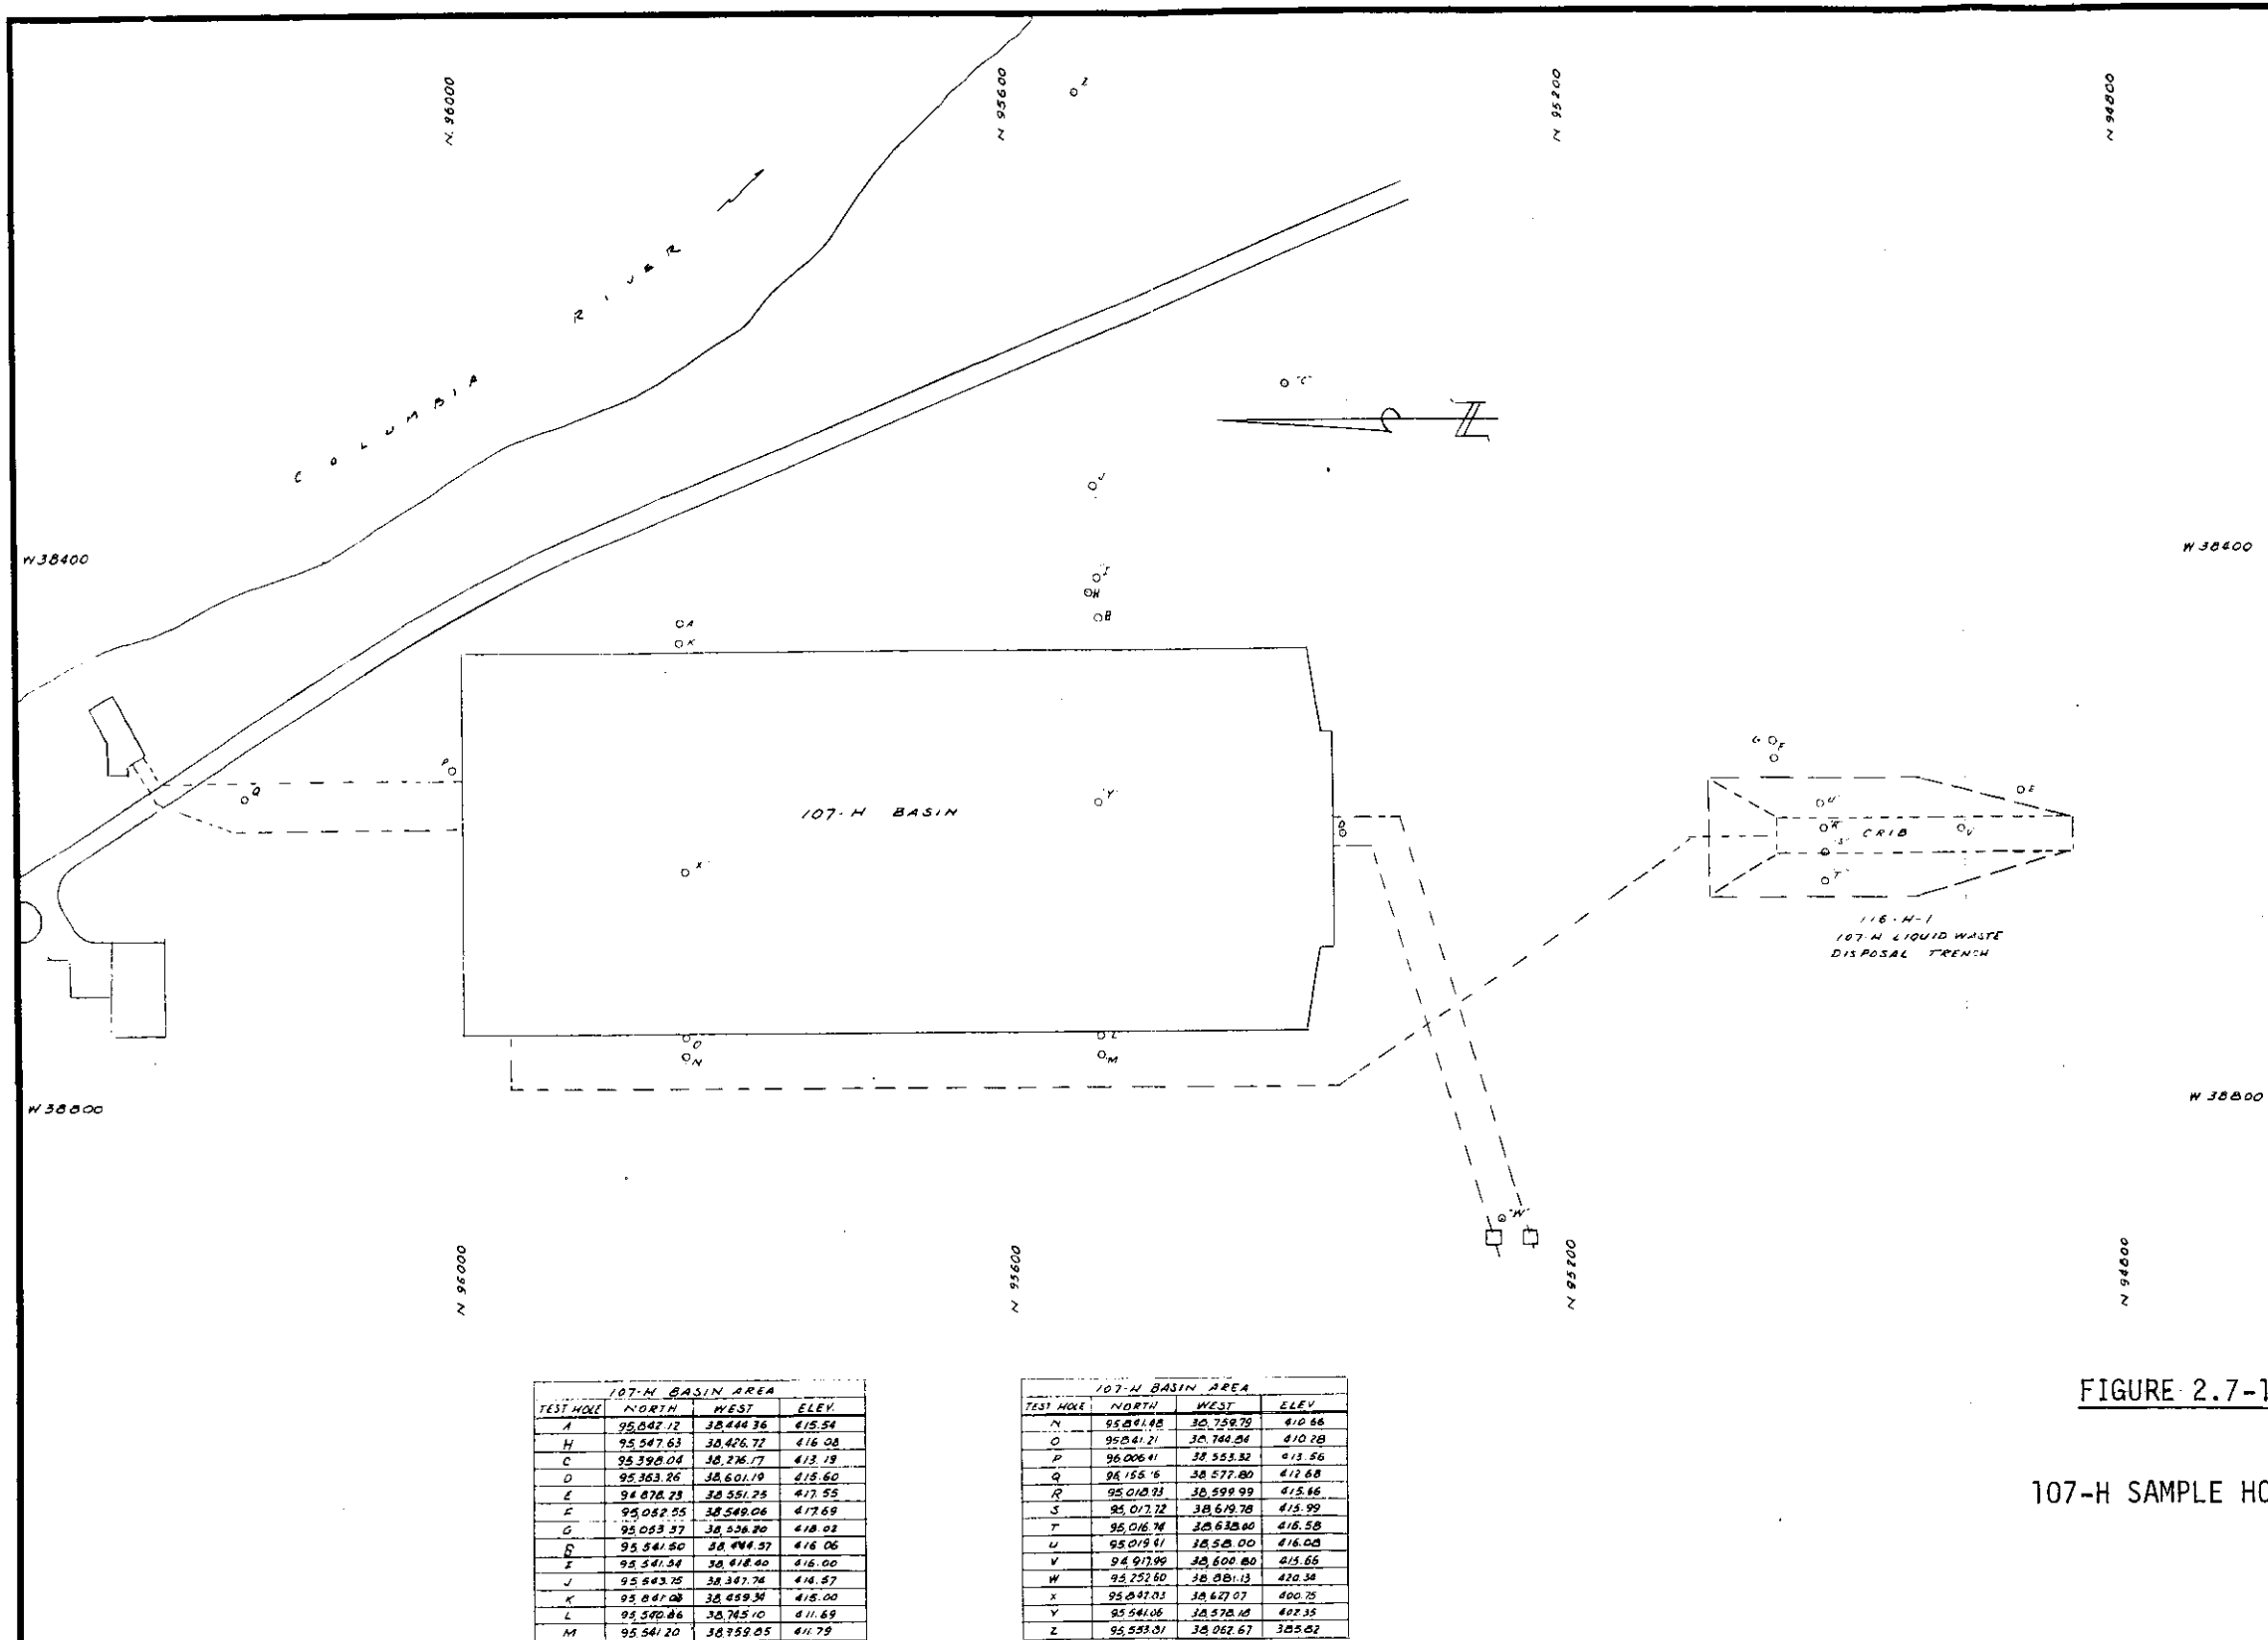 N 96000
N 95600
N 95200
N 94800
Z
COLUMBIA RIVER
"C"
N
J
W 38400
W 38400
I
H
B
A
K
P
Q
107-H BASIN
"Y"
"X"
D
G
F
E
"U"
"R"
CRIB
V
"S"
"T"
116-H-1
107-H LIQUID WASTE
DISPOSAL TRENCH
O
N
L
M
W 38800
W 38800
"W"
N 96000
N 95600
N 95200
N 94800
107-H BASIN AREA
TEST HOLE NORTH WEST ELEV.
A 95,842.12 38,444.36 415.54
H 95,547.63 38,426.72 416.08
C 95,398.04 38,276.17 413.19
D 95,363.26 38,601.19 415.60
E 94,878.23 38,551.25 417.55
F 95,052.55 38,549.06 417.69
G 95,053.37 38,536.20 418.02
B 95,541.50 38,444.57 416.06
I 95,541.54 38,418.40 416.00
J 95,543.75 38,347.74 414.57
K 95,841.08 38,459.34 415.00
L 95,540.86 38,745.10 411.69
M 95,541.20 38,759.85 411.79
107-H BASIN AREA
TEST HOLE NORTH WEST ELEV
N 95,841.48 38,759.79 410.66
O 95,841.21 38,744.84 410.28
P 96,006.41 38,553.32 413.56
Q 96,155.16 38,577.80 412.68
R 95,018.93 38,599.99 415.66
S 95,017.72 38,619.78 415.99
T 95,016.74 38,638.00 416.58
U 95,019.41 38,58.00 416.08
V 94,917.99 38,600.80 415.66
W 95,252.60 38,881.13 420.34
X 95,842.03 38,627.07 400.75
Y 95,541.06 38,578.18 402.35
Z 95,553.81 38,062.67 385.82
FIGURE 2.7-1
107-H SAMPLE HO